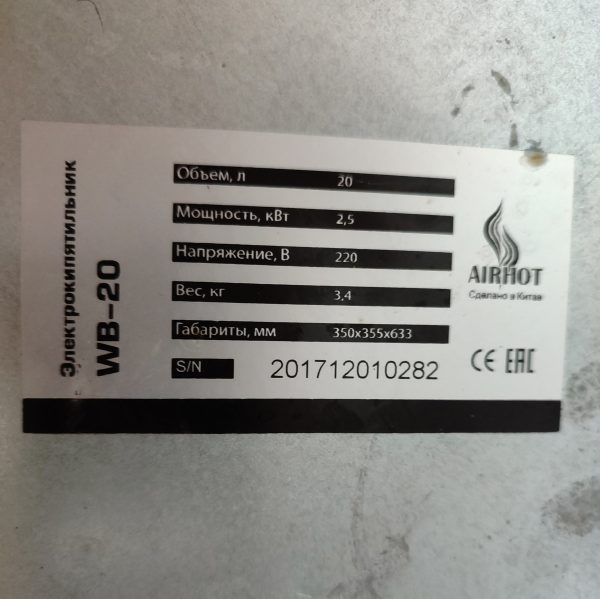 Электрокипятильник
WB-20
Объем, л 20
Мощность, кВт 2,5
Напряжение, В 220
Вес, кг 3,4
Габариты, мм 350x355x633
S/N 201712010282
AIRHOT
Сделано в Китае
CE EAC